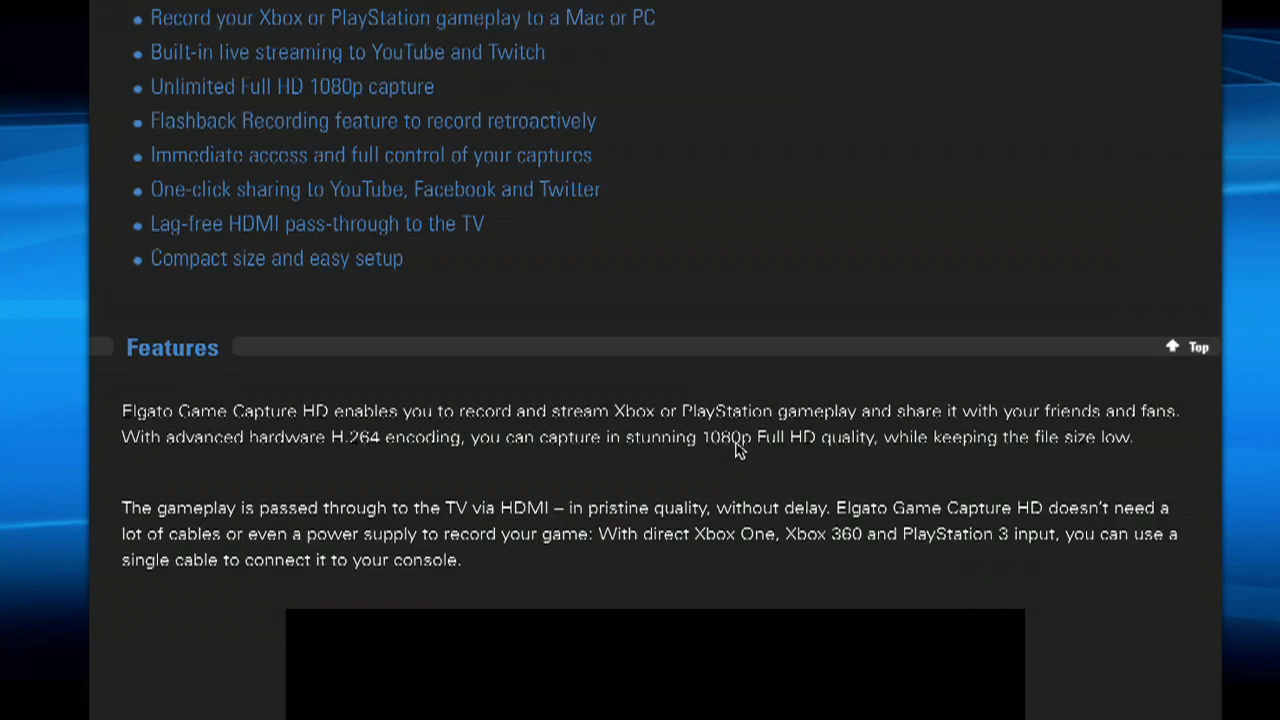 Record your Xbox or PlayStation gameplay to a Mac or PC
Built-in live streaming to YouTube and Twitch
Unlimited Full HD 1080p capture
Flashback Recording feature to record retroactively
Immediate access and full control of your captures
One-click sharing to YouTube, Facebook and Twitter
Lag-free HDMI pass-through to the TV
Compact size and easy setup
Features
Top
Elgato Game Capture HD enables you to record and stream Xbox or PlayStation gameplay and share it with your friends and fans.
With advanced hardware H.264 encoding, you can capture in stunning 1080p Full HD quality, while keeping the file size low.
The gameplay is passed through to the TV via HDMI – in pristine quality, without delay. Elgato Game Capture HD doesn't need a
lot of cables or even a power supply to record your game: With direct Xbox One, Xbox 360 and PlayStation 3 input, you can use a
single cable to connect it to your console.